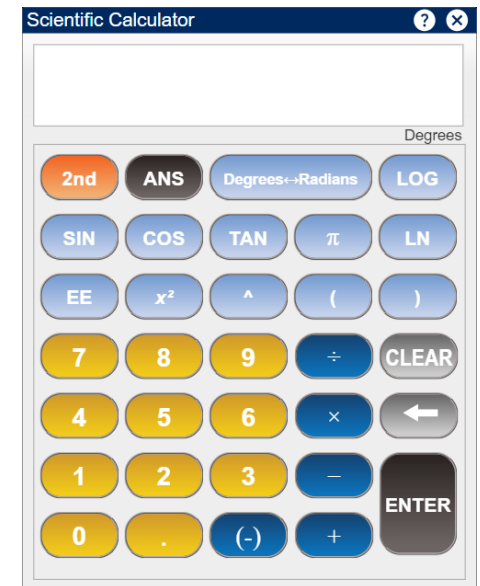 Scientific Calculator ? ×
Degrees
2nd ANS Degrees↔Radians LOG
SIN COS TAN π LN
EE x² ^ ( )
7 8 9 ÷ CLEAR
4 5 6 ×
1 2 3 −
ENTER
0 . (-) +